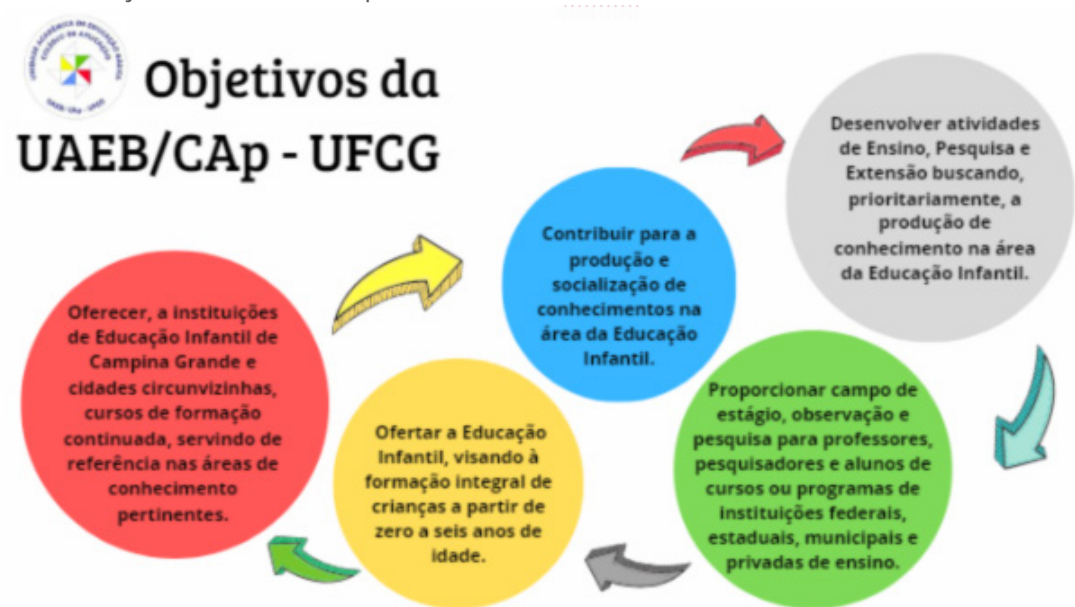 Objetivos da
UAEB/CAp - UFCG
Oferecer, a instituições
de Educação Infantil de
Campina Grande e
cidades circunvizinhas,
cursos de formação
continuada, servindo de
referência nas áreas de
conhecimento
pertinentes.
Contribuir para a
produção e
socialização de
conhecimentos na
área da Educação
Infantil.
Desenvolver atividades
de Ensino, Pesquisa e
Extensão buscando,
prioritariamente, a
produção de
conhecimento na área
da Educação Infantil.
Proporcionar campo de
estágio, observação e
pesquisa para professores,
pesquisadores e alunos de
cursos ou programas de
instituições federais,
estaduais, municipais e
privadas de ensino.
Ofertar a Educação
Infantil, visando à
formação integral de
crianças a partir de
zero a seis anos de
idade.